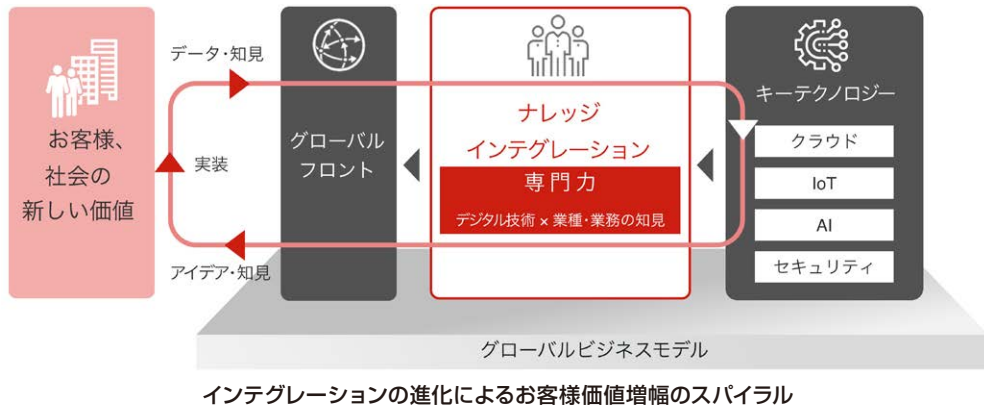 お客様、
社会の
新しい価値
データ・知見
実装
アイデア・知見
グローバル
フロント
ナレッジ
インテグレーション
専門力
デジタル技術 × 業種・業務の知見
キーテクノロジー
クラウド
IoT
AI
セキュリティ
グローバルビジネスモデル
インテグレーションの進化によるお客様価値増幅のスパイラル